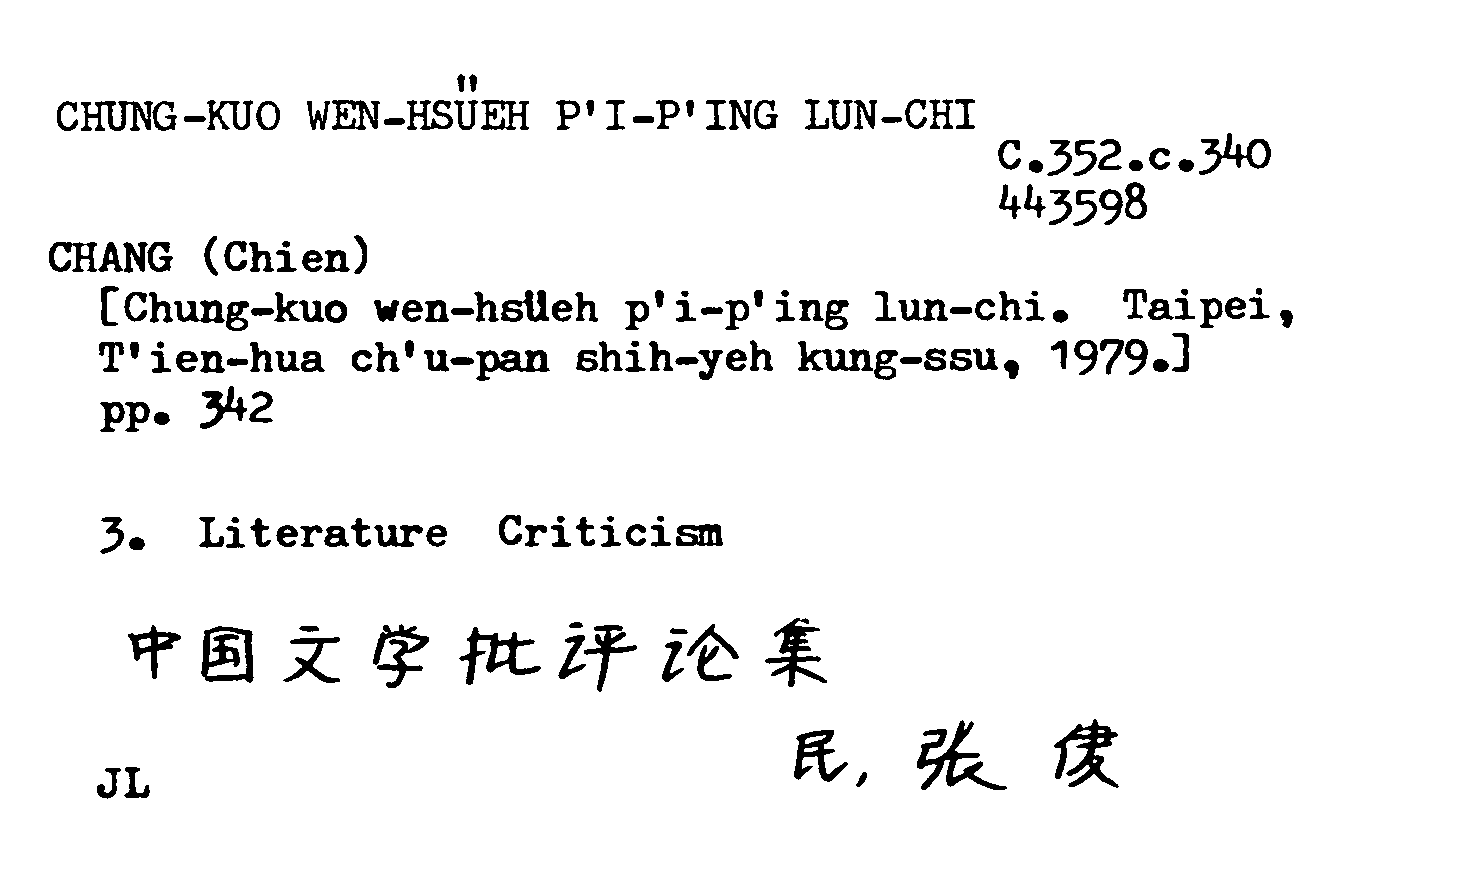 CHUNG-KUO WEN-HSÜEH P'I-P'ING LUN-CHI
C.352.c.340
443598
CHANG (Chien)
[Chung-kuo wen-hsüeh p'i-p'ing lun-chi. Taipei,
T'ien-hua ch'u-pan shih-yeh kung-ssu, 1979.]
pp. 342
3. Literature Criticism
中国文学批评论集
民, 张健
JL